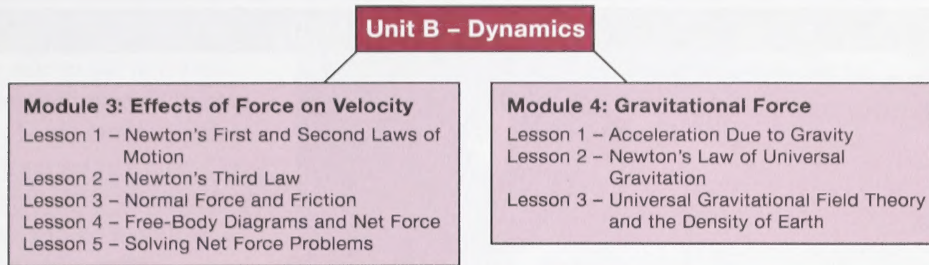 Unit B – Dynamics
Module 3: Effects of Force on Velocity
Lesson 1 – Newton's First and Second Laws of
Motion
Lesson 2 – Newton's Third Law
Lesson 3 – Normal Force and Friction
Lesson 4 – Free-Body Diagrams and Net Force
Lesson 5 – Solving Net Force Problems
Module 4: Gravitational Force
Lesson 1 – Acceleration Due to Gravity
Lesson 2 – Newton's Law of Universal
Gravitation
Lesson 3 – Universal Gravitational Field Theory
and the Density of Earth